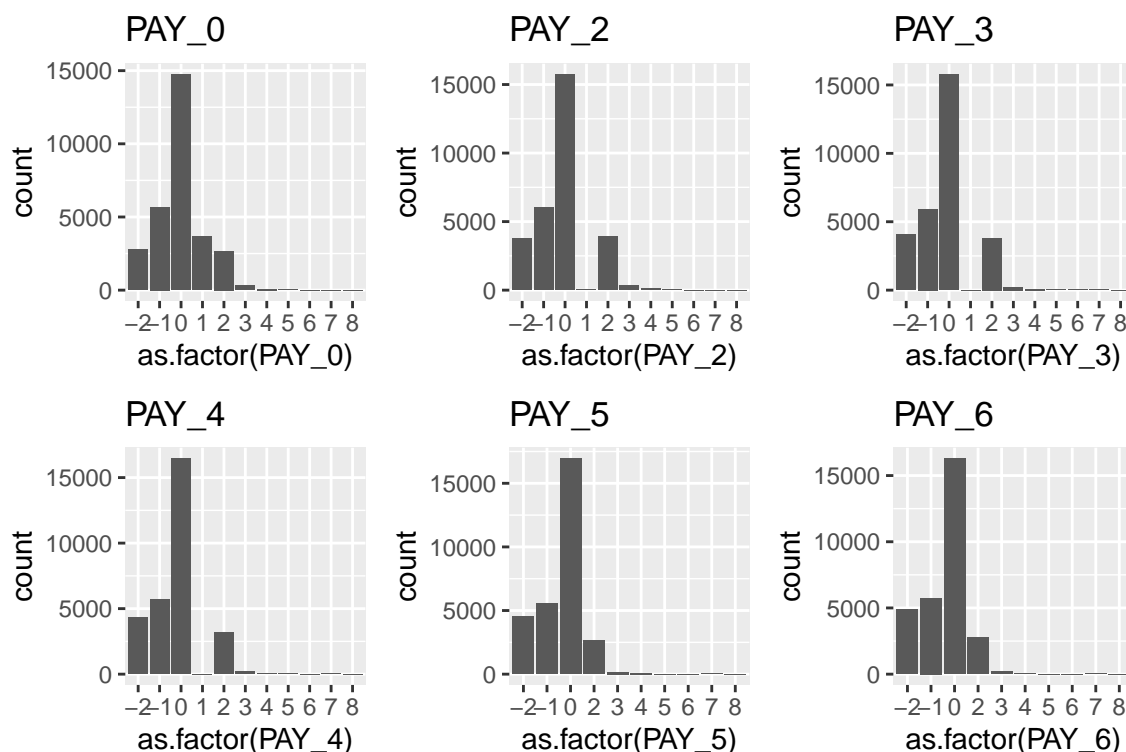 PAY_0
15000
10000
5000
0
count
−2 −1 0 1 2 3 4 5 6 7 8
as.factor(PAY_0)
PAY_2
15000
10000
5000
0
count
−2 −1 0 1 2 3 4 5 6 7 8
as.factor(PAY_2)
PAY_3
15000
10000
5000
0
count
−2 −1 0 1 2 3 4 5 6 7 8
as.factor(PAY_3)
PAY_4
15000
10000
5000
0
count
−2 −1 0 1 2 3 4 5 6 7 8
as.factor(PAY_4)
PAY_5
15000
10000
5000
0
count
−2 −1 0 2 3 4 5 6 7 8
as.factor(PAY_5)
PAY_6
15000
10000
5000
0
count
−2 −1 0 2 3 4 5 6 7 8
as.factor(PAY_6)